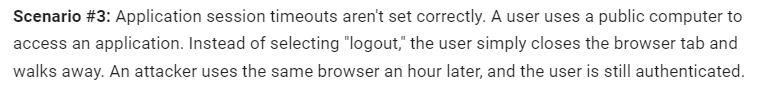 Scenario #3: Application session timeouts aren't set correctly. A user uses a public computer to
access an application. Instead of selecting "logout," the user simply closes the browser tab and
walks away. An attacker uses the same browser an hour later, and the user is still authenticated.